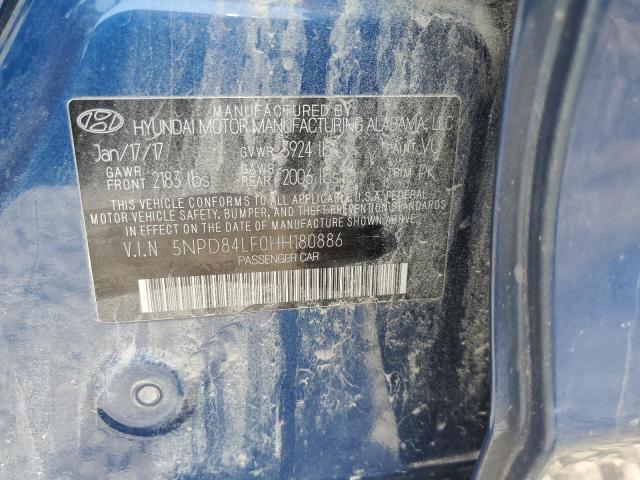 MANUFACTURED BY
HYUNDAI MOTOR MANUFACTURING ALABAMA, LLC
Jan/17/17 GVWR 3924 lbs PAINT VU
GAWR FRONT 2183 lbs GAWR REAR 2006 lbs TRIM PK
THIS VEHICLE CONFORMS TO ALL APPLICABLE U.S.A. FEDERAL
MOTOR VEHICLE SAFETY, BUMPER, AND THEFT PREVENTION STANDARDS
IN EFFECT ON THE DATE OF MANUFACTURE SHOWN ABOVE.
V.I.N 5NPD84LF0HH180886
PASSENGER CAR